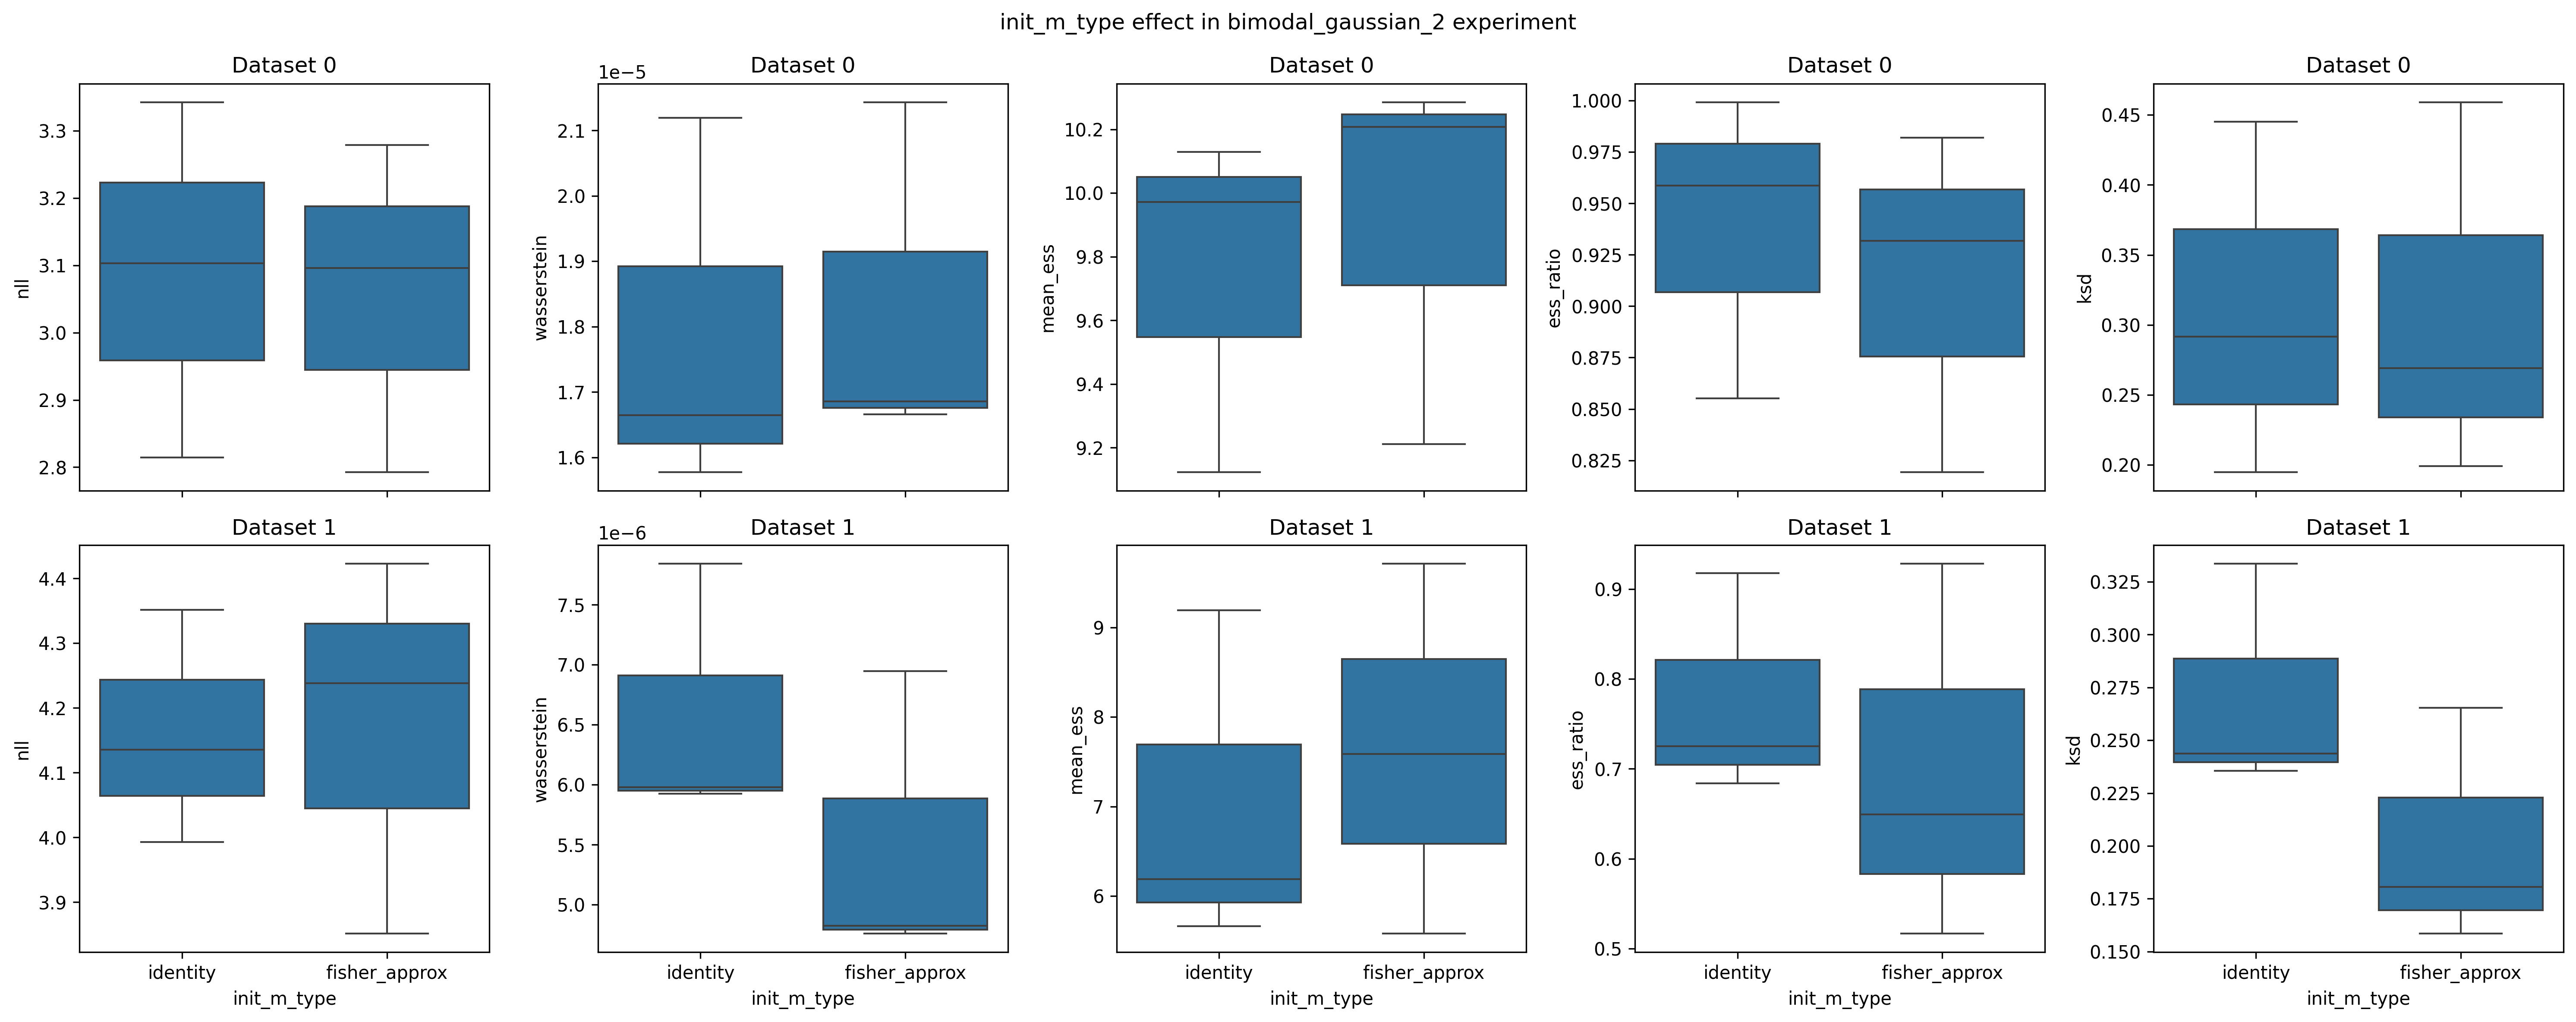 init_m_type effect in bimodal_gaussian_2 experiment
Dataset 0
3.3
3.2
3.1
3.0
2.9
2.8
nll
1e−5
Dataset 0
2.1
2.0
1.9
1.8
1.7
1.6
wasserstein
Dataset 0
10.2
10.0
9.8
9.6
9.4
9.2
mean_ess
Dataset 0
1.000
0.975
0.950
0.925
0.900
0.875
0.850
0.825
ess_ratio
Dataset 0
0.45
0.40
0.35
0.30
0.25
0.20
ksd
Dataset 1
4.4
4.3
4.2
4.1
4.0
3.9
nll
identity
fisher_approx
init_m_type
1e−6
Dataset 1
7.5
7.0
6.5
6.0
5.5
5.0
wasserstein
identity
fisher_approx
init_m_type
Dataset 1
9
8
7
6
mean_ess
identity
fisher_approx
init_m_type
Dataset 1
0.9
0.8
0.7
0.6
0.5
ess_ratio
identity
fisher_approx
init_m_type
Dataset 1
0.325
0.300
0.275
0.250
0.225
0.200
0.175
0.150
ksd
identity
fisher_approx
init_m_type